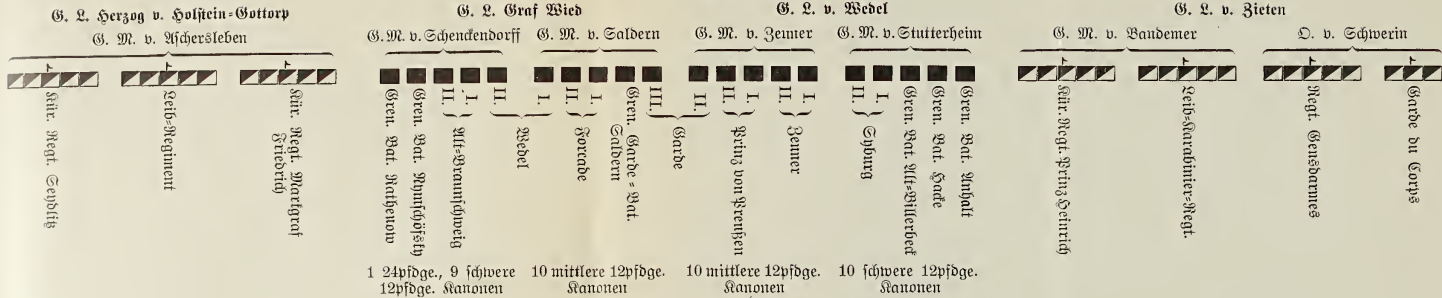 G. L. Herzog v. Holstein=Gottorp
G. M. v. Aschersleben
Kür. Regt. Seydlitz
Leib=Regiment
Kür. Regt. Markgraf
Friedrich
G. L. Graf Wied
G. M. v. Schenckendorff
Gren. Bat. Rathenow
Gren. Bat. Nymschöfsky
II.
I.
Alt=Braunschweig
II.
I.
Wedel
G. M. v. Saldern
II.
I.
Forcade
Gren. Garde=Bat.
Saldern
III.
II.
Garde
1 24pfdge., 9 schwere
12pfdge. Kanonen
10 mittlere 12pfdge.
Kanonen
G. L. v. Wedel
G. M. v. Zeuner
II.
I.
Prinz von Preußen
II.
I.
Zeuner
G. M. v. Stutterheim
II.
I.
Syburg
Gren. Bat. Alt=Billerbeck
Gren. Bat. Hacke
Gren. Bat. Anhalt
10 mittlere 12pfdge.
Kanonen
10 schwere 12pfdge.
Kanonen
G. L. v. Zieten
G. M. v. Bandemer
Kür. Regt. Prinz Heinrich
Leib=Karabinier=Regt.
O. v. Schwerin
Regt. Gensdarmes
Garde du Corps